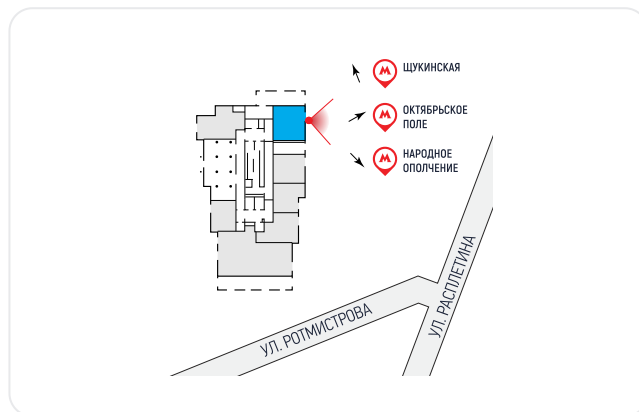 М ЩУКИНСКАЯ
М ОКТЯБРЬСКОЕ
ПОЛЕ
М НАРОДНОЕ
ОПОЛЧЕНИЕ
УЛ. РОТМИСТРОВА
УЛ. РАСПЛЕТИНА